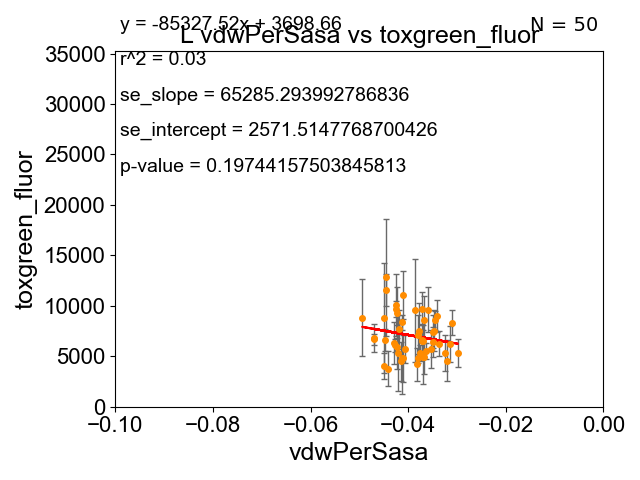 y = -85327.52x + 3698.66
N = 50
L vdwPerSasa vs toxgreen_fluor
r^2 = 0.03
se_slope = 65285.293992786836
se_intercept = 2571.5147768700426
p-value = 0.19744157503845813
35000
30000
25000
20000
15000
10000
5000
0
toxgreen_fluor
−0.10
−0.08
−0.06
−0.04
−0.02
0.00
vdwPerSasa